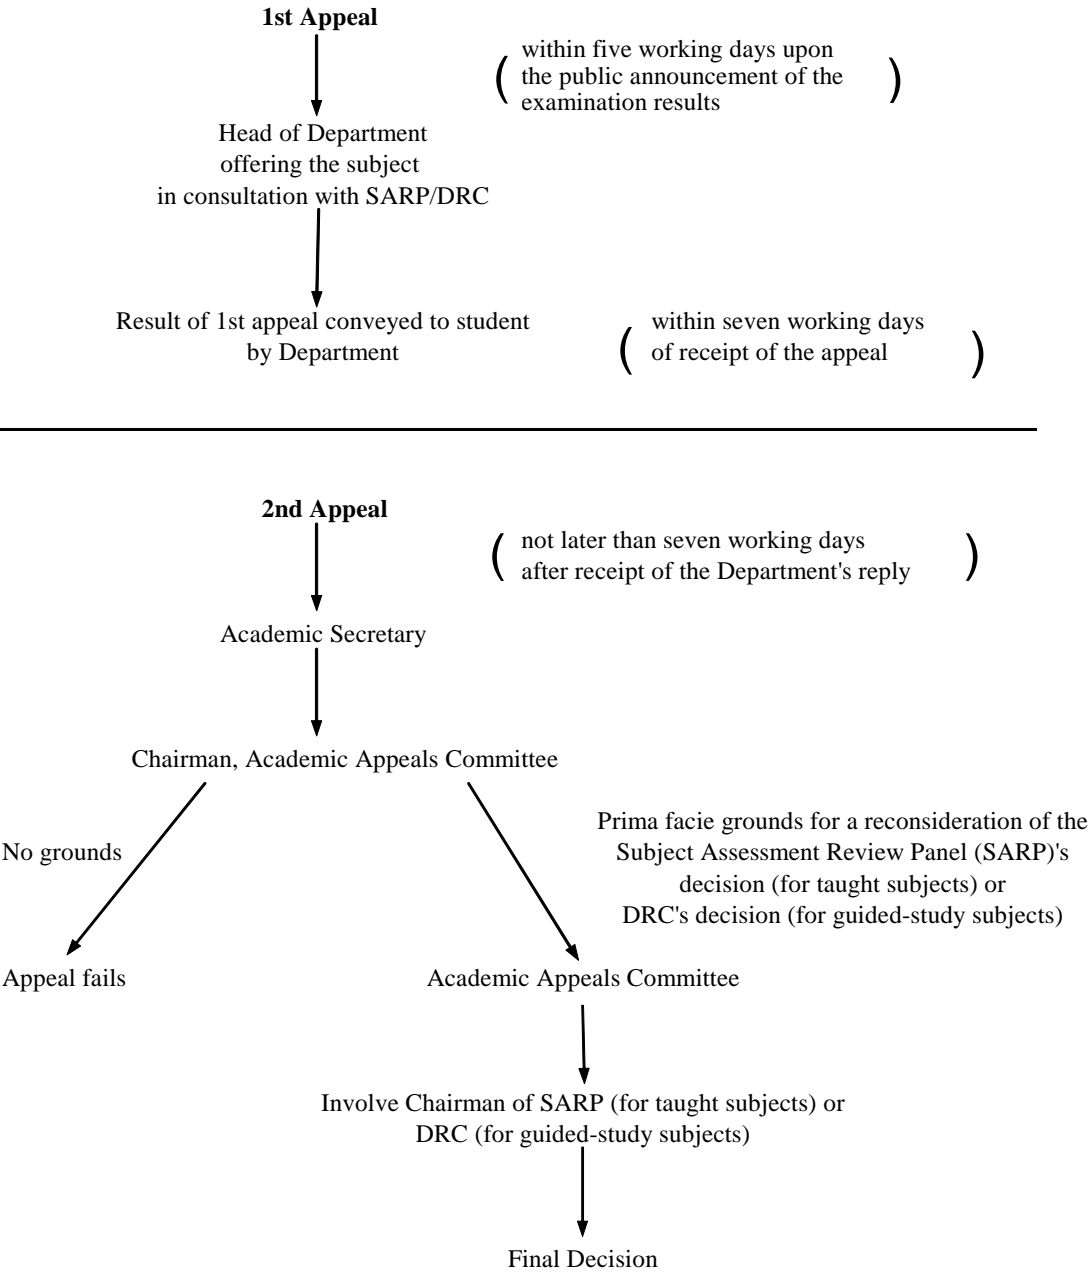 1st Appeal
( within five working days upon )
the public announcement of the
examination results
Head of Department
offering the subject
in consultation with SARP/DRC
Result of 1st appeal conveyed to student
by Department
( within seven working days )
of receipt of the appeal
2nd Appeal
( not later than seven working days )
after receipt of the Department's reply
Academic Secretary
Chairman, Academic Appeals Committee
No grounds
Prima facie grounds for a reconsideration of the
Subject Assessment Review Panel (SARP)'s
decision (for taught subjects) or
DRC's decision (for guided-study subjects)
Appeal fails
Academic Appeals Committee
Involve Chairman of SARP (for taught subjects) or
DRC (for guided-study subjects)
Final Decision